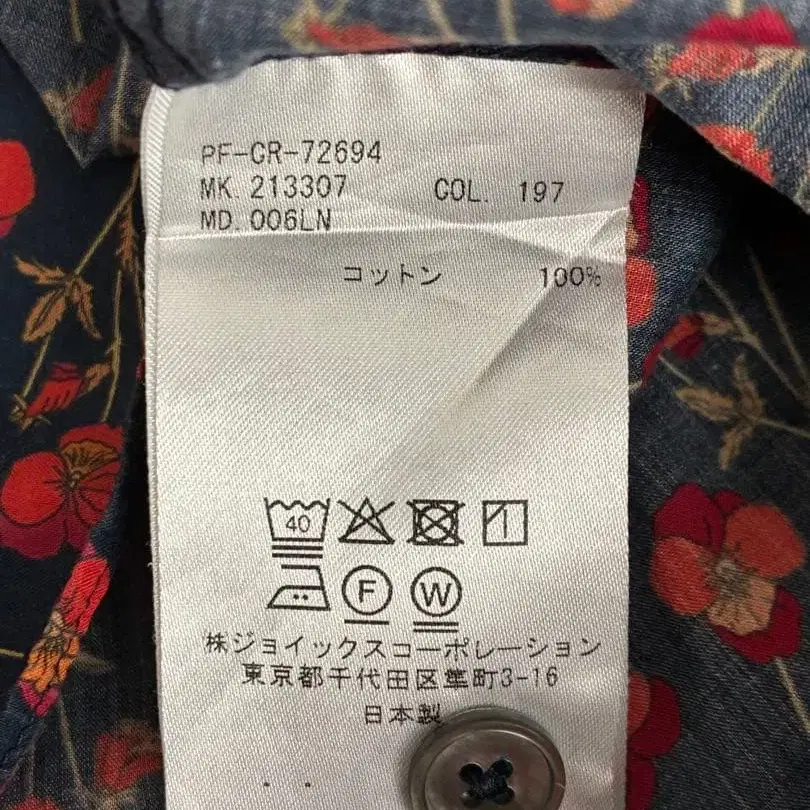 PF-CR-72694
MK. 213307 COL. 197
MD. 006LN
コットン 100%
40
F W
㈱ジョイックスコーポレーション
東京都千代田区隼町3-16
日本製